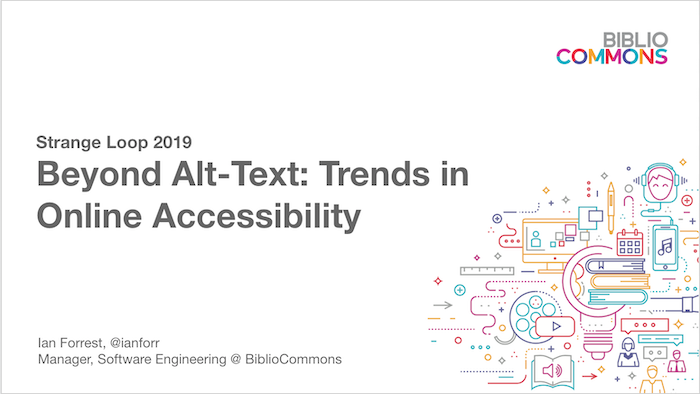 BIBLIO
COMMONS
Strange Loop 2019
Beyond Alt-Text: Trends in
Online Accessibility
Ian Forrest, @ianforr
Manager, Software Engineering @ BiblioCommons